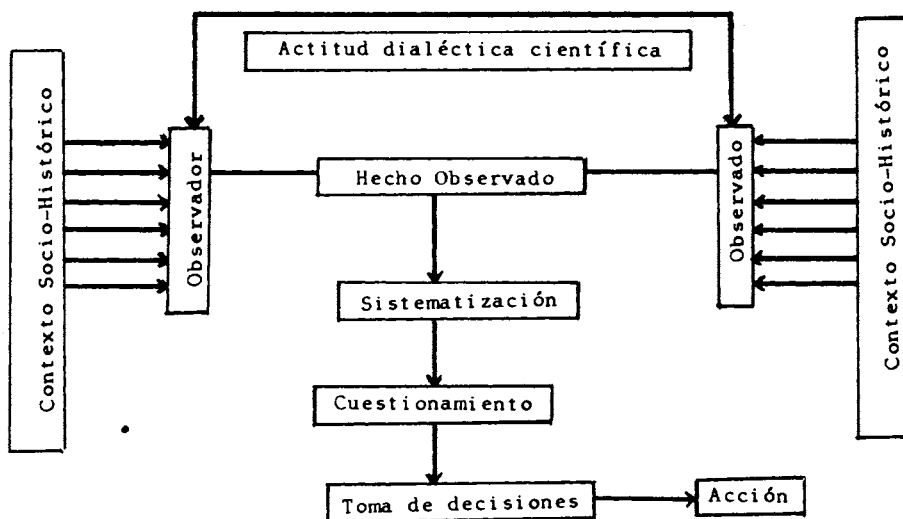 Actitud dialéctica científica
Contexto Socio-Histórico
Observador
Hecho Observado
Observado
Contexto Socio-Histórico
Sistematización
Cuestionamiento
Toma de decisiones
Acción